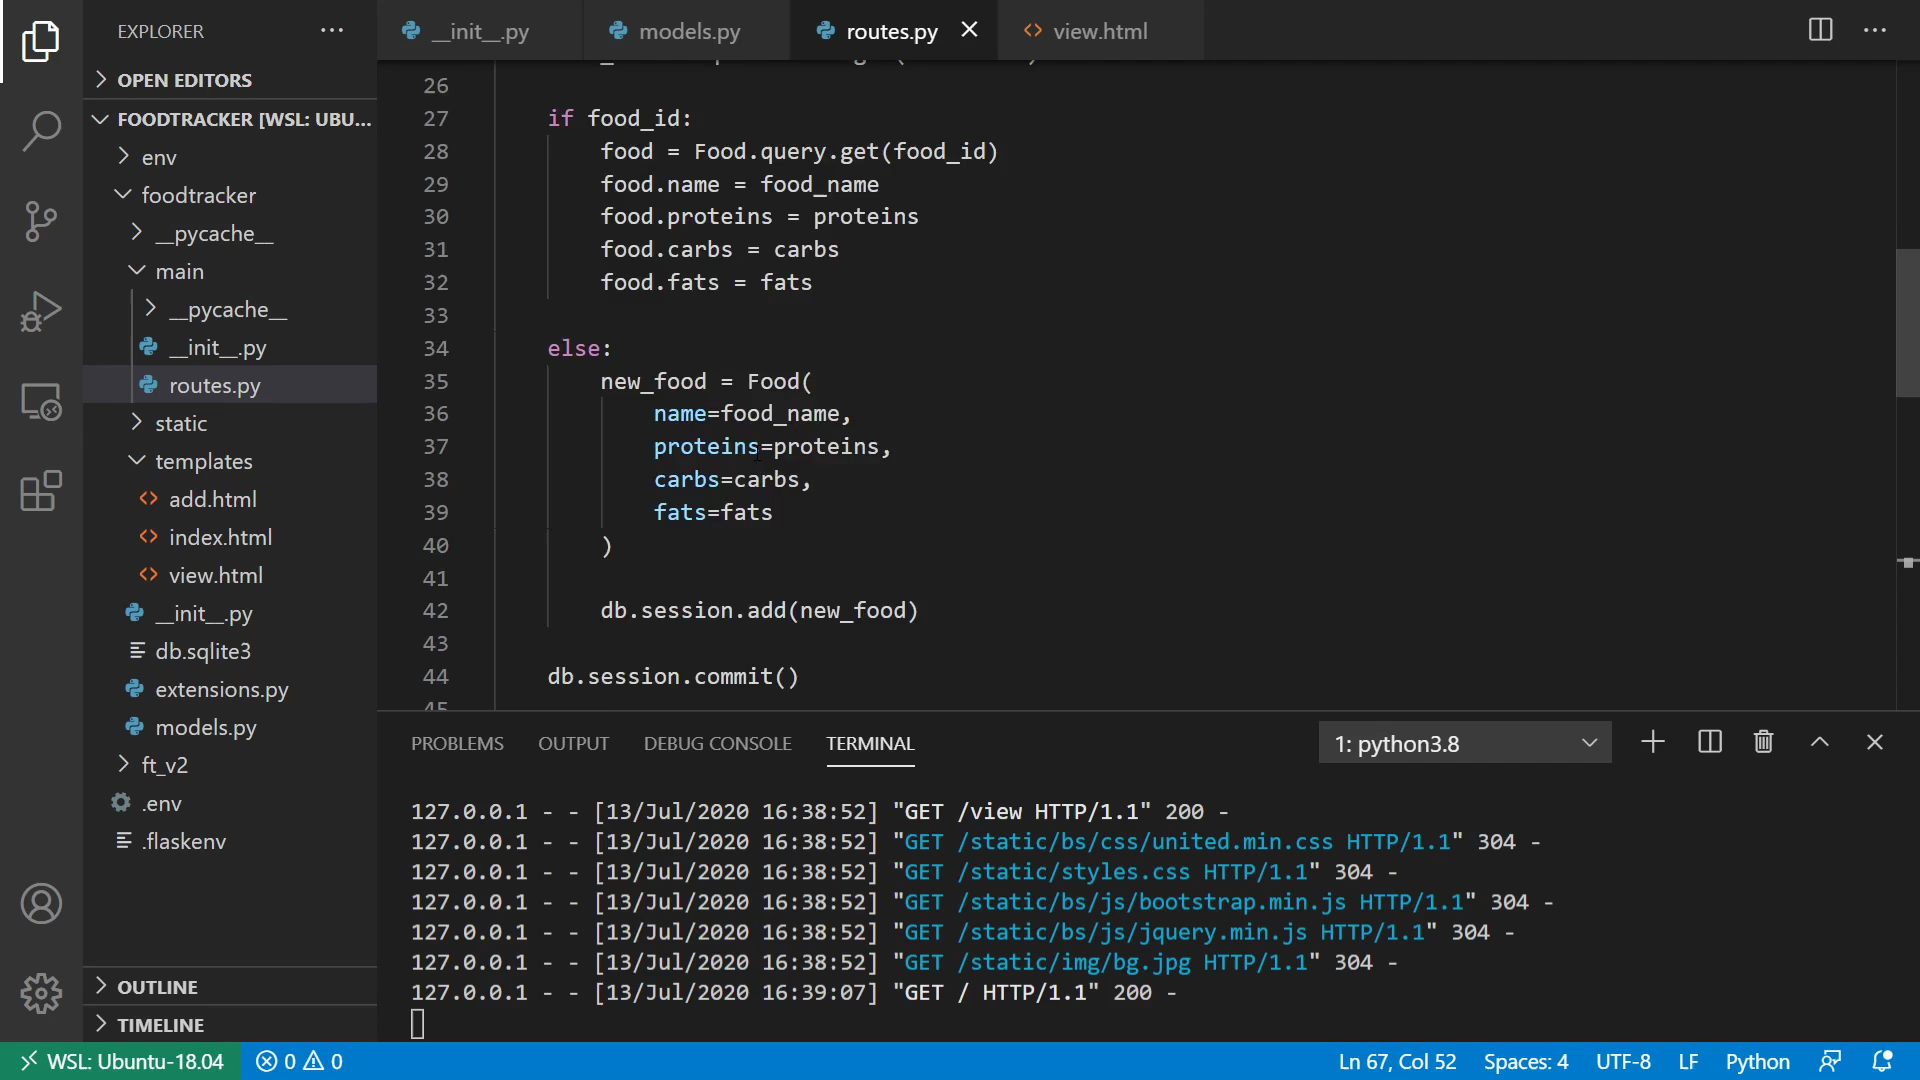 EXPLORER
__init__.py
models.py
routes.py
view.html
OPEN EDITORS
FOODTRACKER [WSL: UBU...
env
foodtracker
__pycache__
main
__pycache__
__init__.py
routes.py
static
templates
add.html
index.html
view.html
__init__.py
db.sqlite3
extensions.py
models.py
ft_v2
.env
.flaskenv
OUTLINE
TIMELINE
26
27 if food_id:
28 food = Food.query.get(food_id)
29 food.name = food_name
30 food.proteins = proteins
31 food.carbs = carbs
32 food.fats = fats
33
34 else:
35 new_food = Food(
36 name=food_name,
37 proteins=proteins,
38 carbs=carbs,
39 fats=fats
40 )
41
42 db.session.add(new_food)
43
44 db.session.commit()
45
PROBLEMS OUTPUT DEBUG CONSOLE TERMINAL 1: python3.8
127.0.0.1 - - [13/Jul/2020 16:38:52] "GET /view HTTP/1.1" 200 -
127.0.0.1 - - [13/Jul/2020 16:38:52] "GET /static/bs/css/united.min.css HTTP/1.1" 304 -
127.0.0.1 - - [13/Jul/2020 16:38:52] "GET /static/styles.css HTTP/1.1" 304 -
127.0.0.1 - - [13/Jul/2020 16:38:52] "GET /static/bs/js/bootstrap.min.js HTTP/1.1" 304 -
127.0.0.1 - - [13/Jul/2020 16:38:52] "GET /static/bs/js/jquery.min.js HTTP/1.1" 304 -
127.0.0.1 - - [13/Jul/2020 16:38:52] "GET /static/img/bg.jpg HTTP/1.1" 304 -
127.0.0.1 - - [13/Jul/2020 16:39:07] "GET / HTTP/1.1" 200 -
WSL: Ubuntu-18.04 0 0 Ln 67, Col 52 Spaces: 4 UTF-8 LF Python